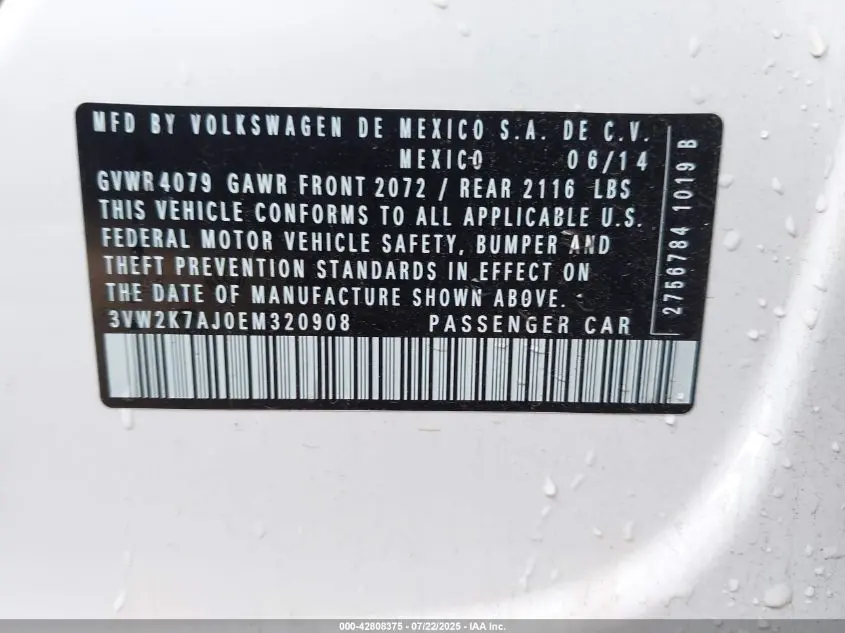 MFD BY VOLKSWAGEN DE MEXICO S.A. DE C.V.
MEXICO 06/14
GVWR 4079 GAWR FRONT 2072 / REAR 2116 LBS
THIS VEHICLE CONFORMS TO ALL APPLICABLE U.S.
FEDERAL MOTOR VEHICLE SAFETY, BUMPER AND
THEFT PREVENTION STANDARDS IN EFFECT ON
THE DATE OF MANUFACTURE SHOWN ABOVE.
3VW2K7AJ0EM320908 PASSENGER CAR
2756784 1019 B
000-42808375 - 07/22/2025 - IAA Inc.